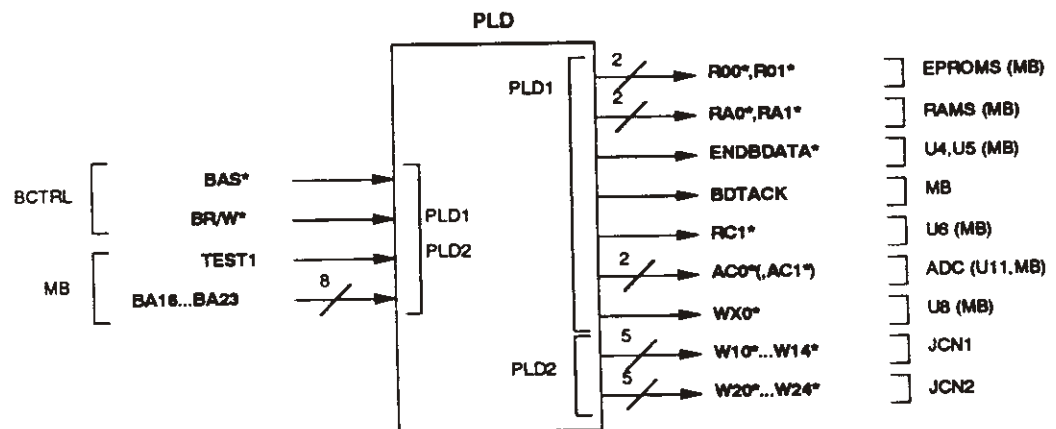 PLD
2
R00*,R01*
EPROMS (MB)
PLD1
2
RA0*,RA1*
RAMS (MB)
ENDBDATA*
U4,U5 (MB)
BCTRL
BAS*
BDTACK
MB
BR/W*
PLD1
RC1*
U6 (MB)
PLD2
MB
TEST1
2
AC0*(,AC1*)
ADC (U11,MB)
BA16...BA23
8
WX0*
U8 (MB)
PLD2
5
W10*...W14*
JCN1
5
W20*...W24*
JCN2